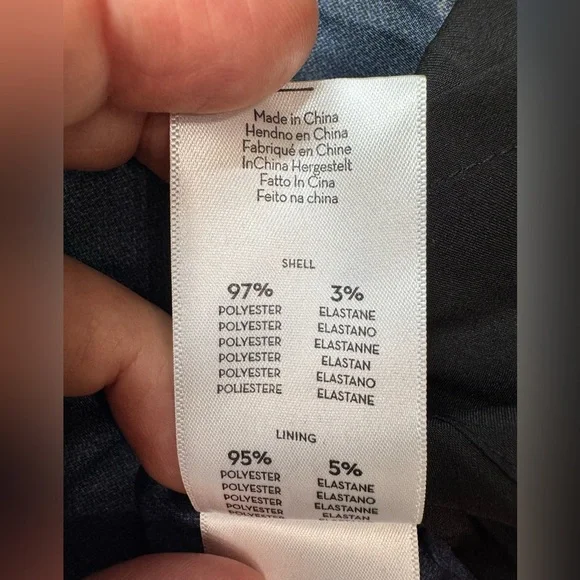 Made in China
Hendno en China
Fabriqué en Chine
InChina Hergestelt
Fatto In Cina
Feito na china
SHELL
97% 3%
POLYESTER ELASTANE
POLYESTER ELASTANO
POLYESTER ELASTANNE
POLYESTER ELASTAN
POLYESTER ELASTANO
POLIESTERE ELASTANE
LINING
95% 5%
POLYESTER ELASTANE
POLYESTER ELASTANO
POLYESTER ELASTANNE
POLYESTER ELASTAN